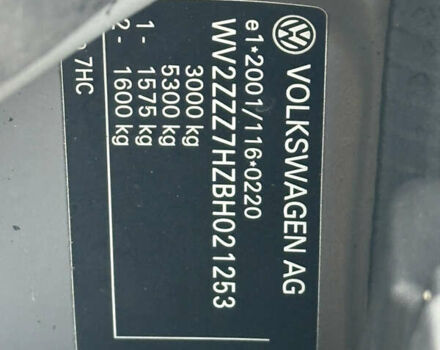 VOLKSWAGEN AG
e1*2001/116*0220
WV2ZZZ7HZBH021253
3000 kg
5300 kg
1- 1575 kg
2- 1600 kg
7HC